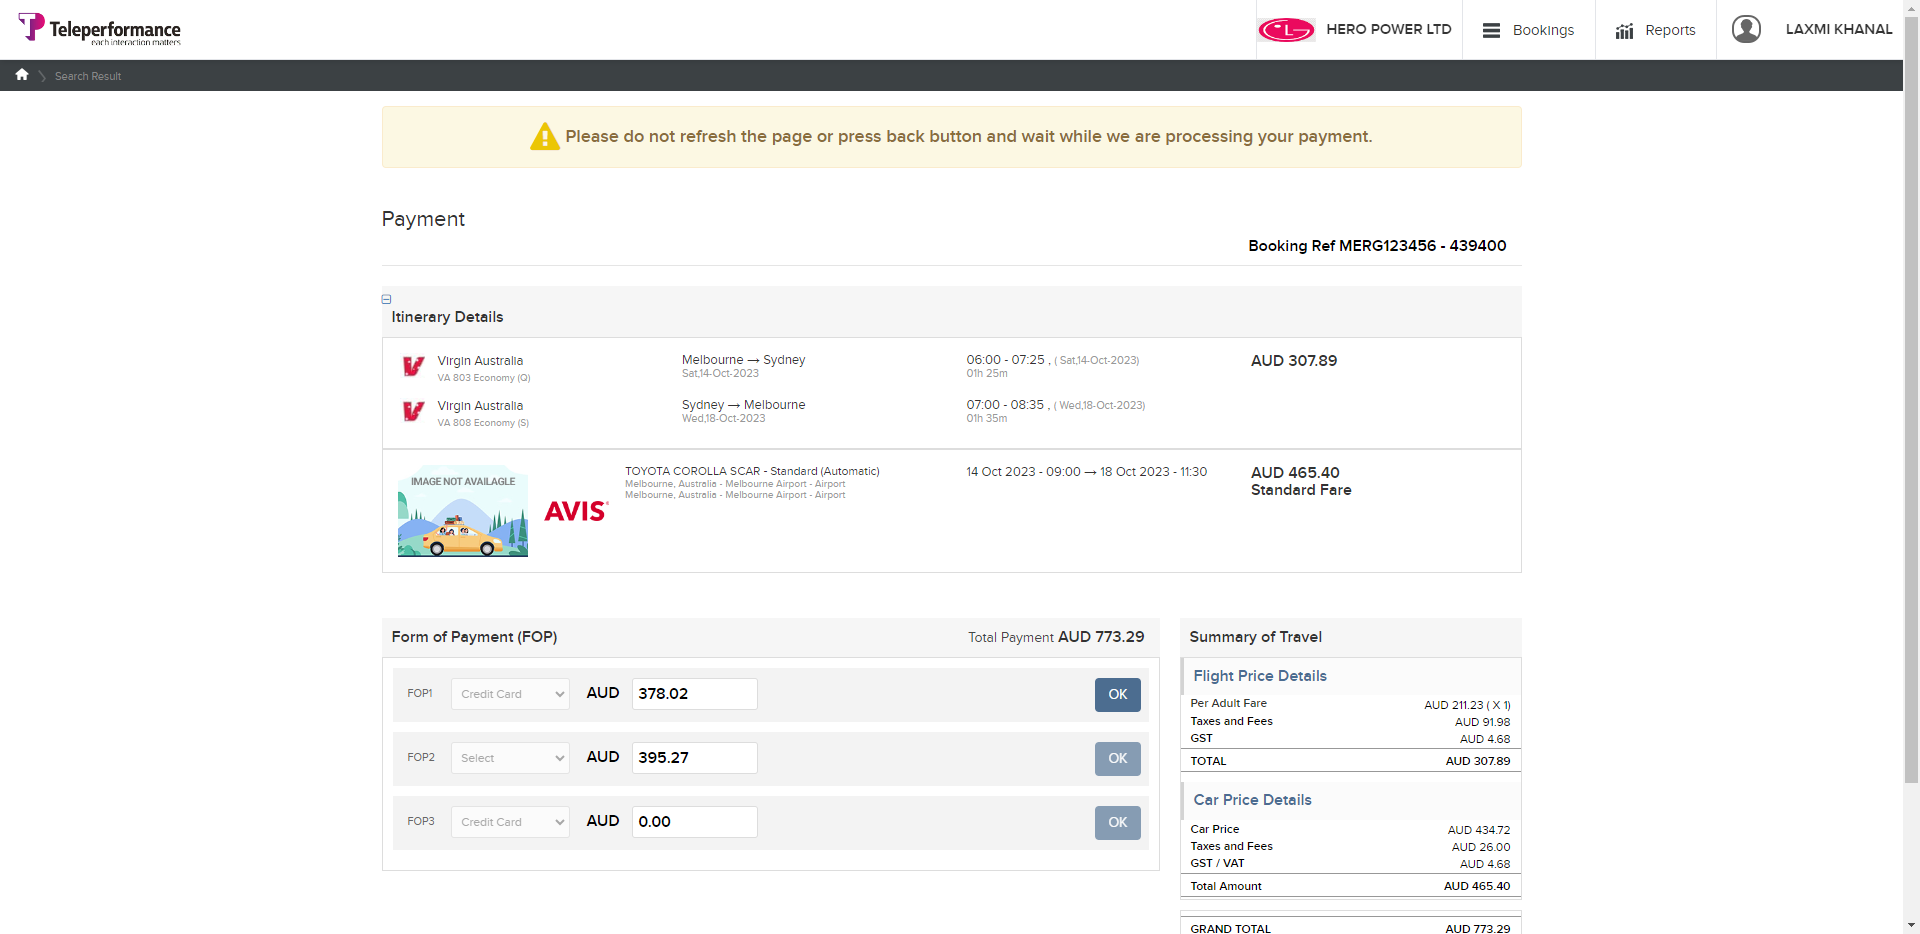 Teleperformance
each interaction matters
HERO POWER LTD
Bookings
Reports
LAXMI KHANAL
Search Result
Please do not refresh the page or press back button and wait while we are processing your payment.
Payment
Booking Ref MERG123456 - 439400
Itinerary Details
Virgin Australia
VA 803 Economy (Q)
Melbourne → Sydney
Sat,14-Oct-2023
06:00 - 07:25 , ( Sat,14-Oct-2023)
01h 25m
AUD 307.89
Virgin Australia
VA 808 Economy (S)
Sydney → Melbourne
Wed,18-Oct-2023
07:00 - 08:35 , ( Wed,18-Oct-2023)
01h 35m
IMAGE NOT AVAILAGLE
AVIS
TOYOTA COROLLA SCAR - Standard (Automatic)
Melbourne, Australia - Melbourne Airport - Airport
Melbourne, Australia - Melbourne Airport - Airport
14 Oct 2023 - 09:00 → 18 Oct 2023 - 11:30
AUD 465.40
Standard Fare
Form of Payment (FOP)
Total Payment AUD 773.29
FOP1 Credit Card AUD 378.02 OK
FOP2 Select AUD 395.27 OK
FOP3 Credit Card AUD 0.00 OK
Summary of Travel
Flight Price Details
Per Adult Fare AUD 211.23 ( X 1)
Taxes and Fees AUD 91.98
GST AUD 4.68
TOTAL AUD 307.89
Car Price Details
Car Price AUD 434.72
Taxes and Fees AUD 26.00
GST / VAT AUD 4.68
Total Amount AUD 465.40
GRAND TOTAL AUD 773.29